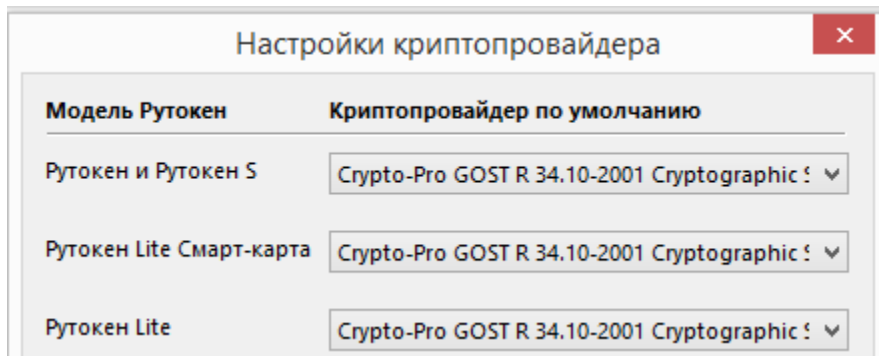 Настройки криптопровайдера
Модель Рутокен Криптопровайдер по умолчанию
Рутокен и Рутокен S Crypto-Pro GOST R 34.10-2001 Cryptographic
Рутокен Lite Смарт-карта Crypto-Pro GOST R 34.10-2001 Cryptographic
Рутокен Lite Crypto-Pro GOST R 34.10-2001 Cryptographic